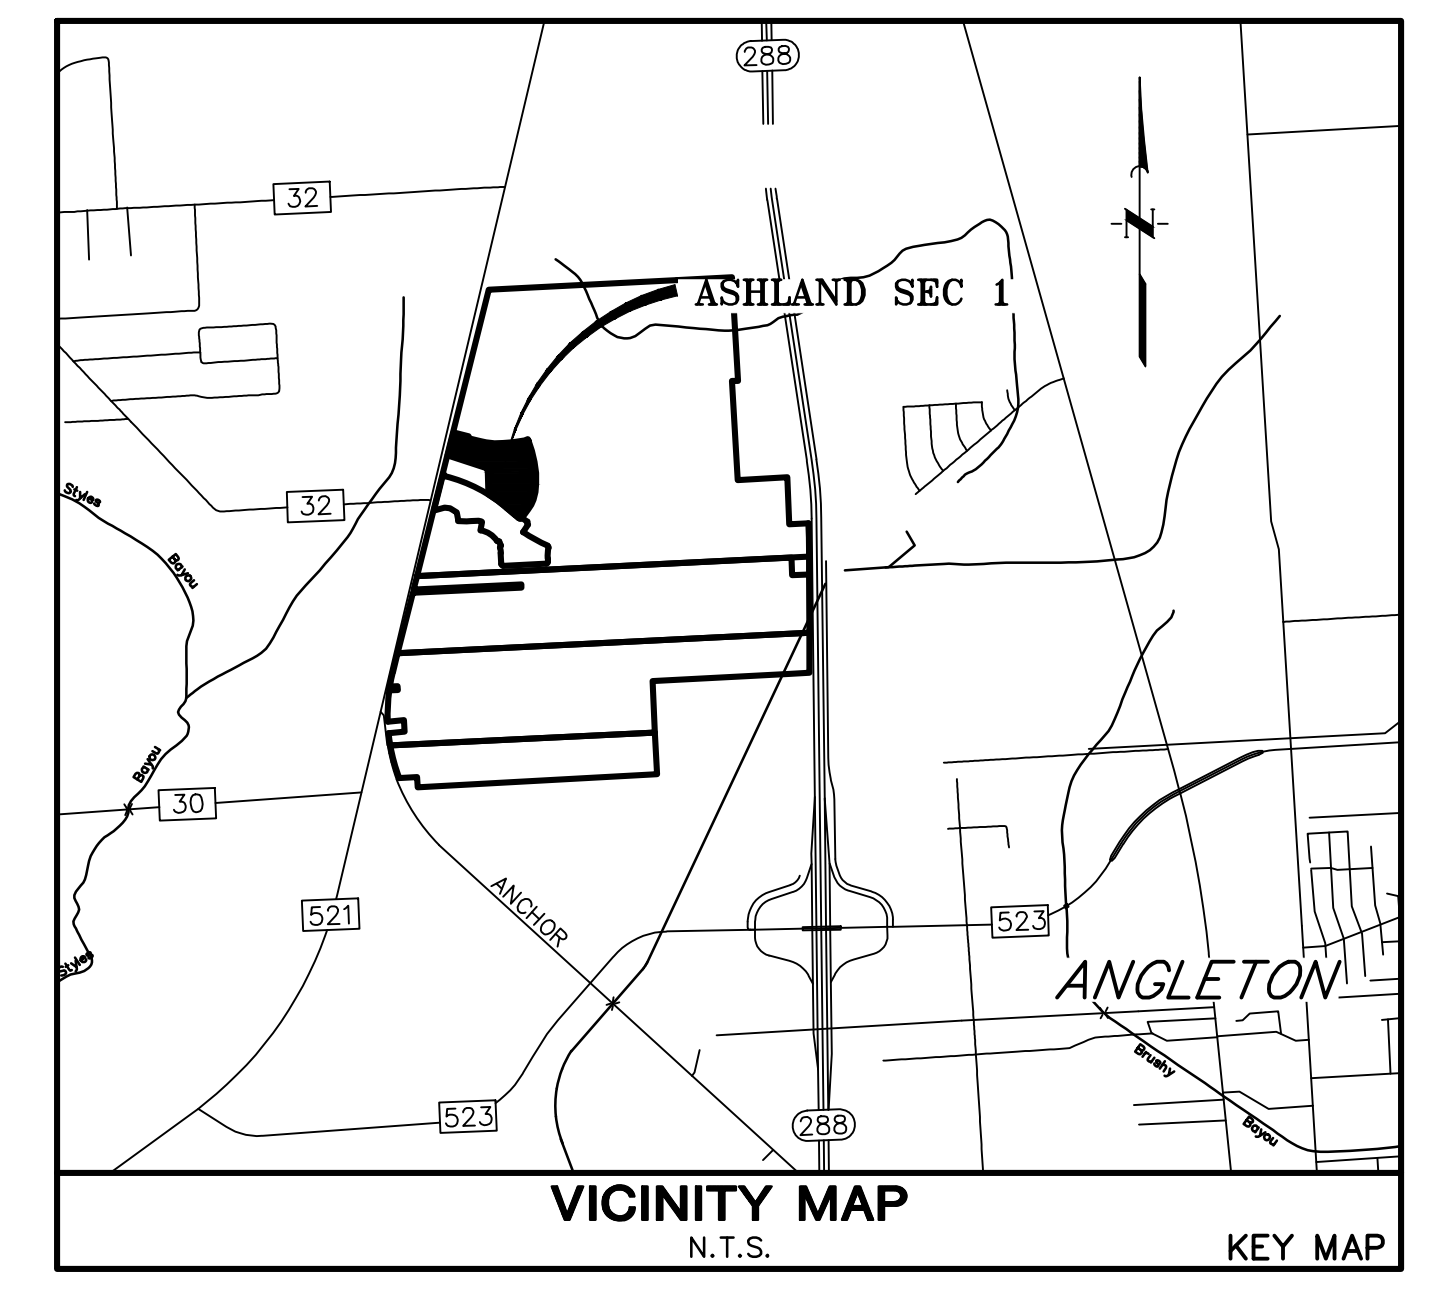 288
32
N
ASHLAND SEC 1
32
Styles
Bayou
Bayou
30
521
ANCHOR
523
Styles
ANGLETON
Brushy
523
288
Bayou
VICINITY MAP
N.T.S.
KEY MAP